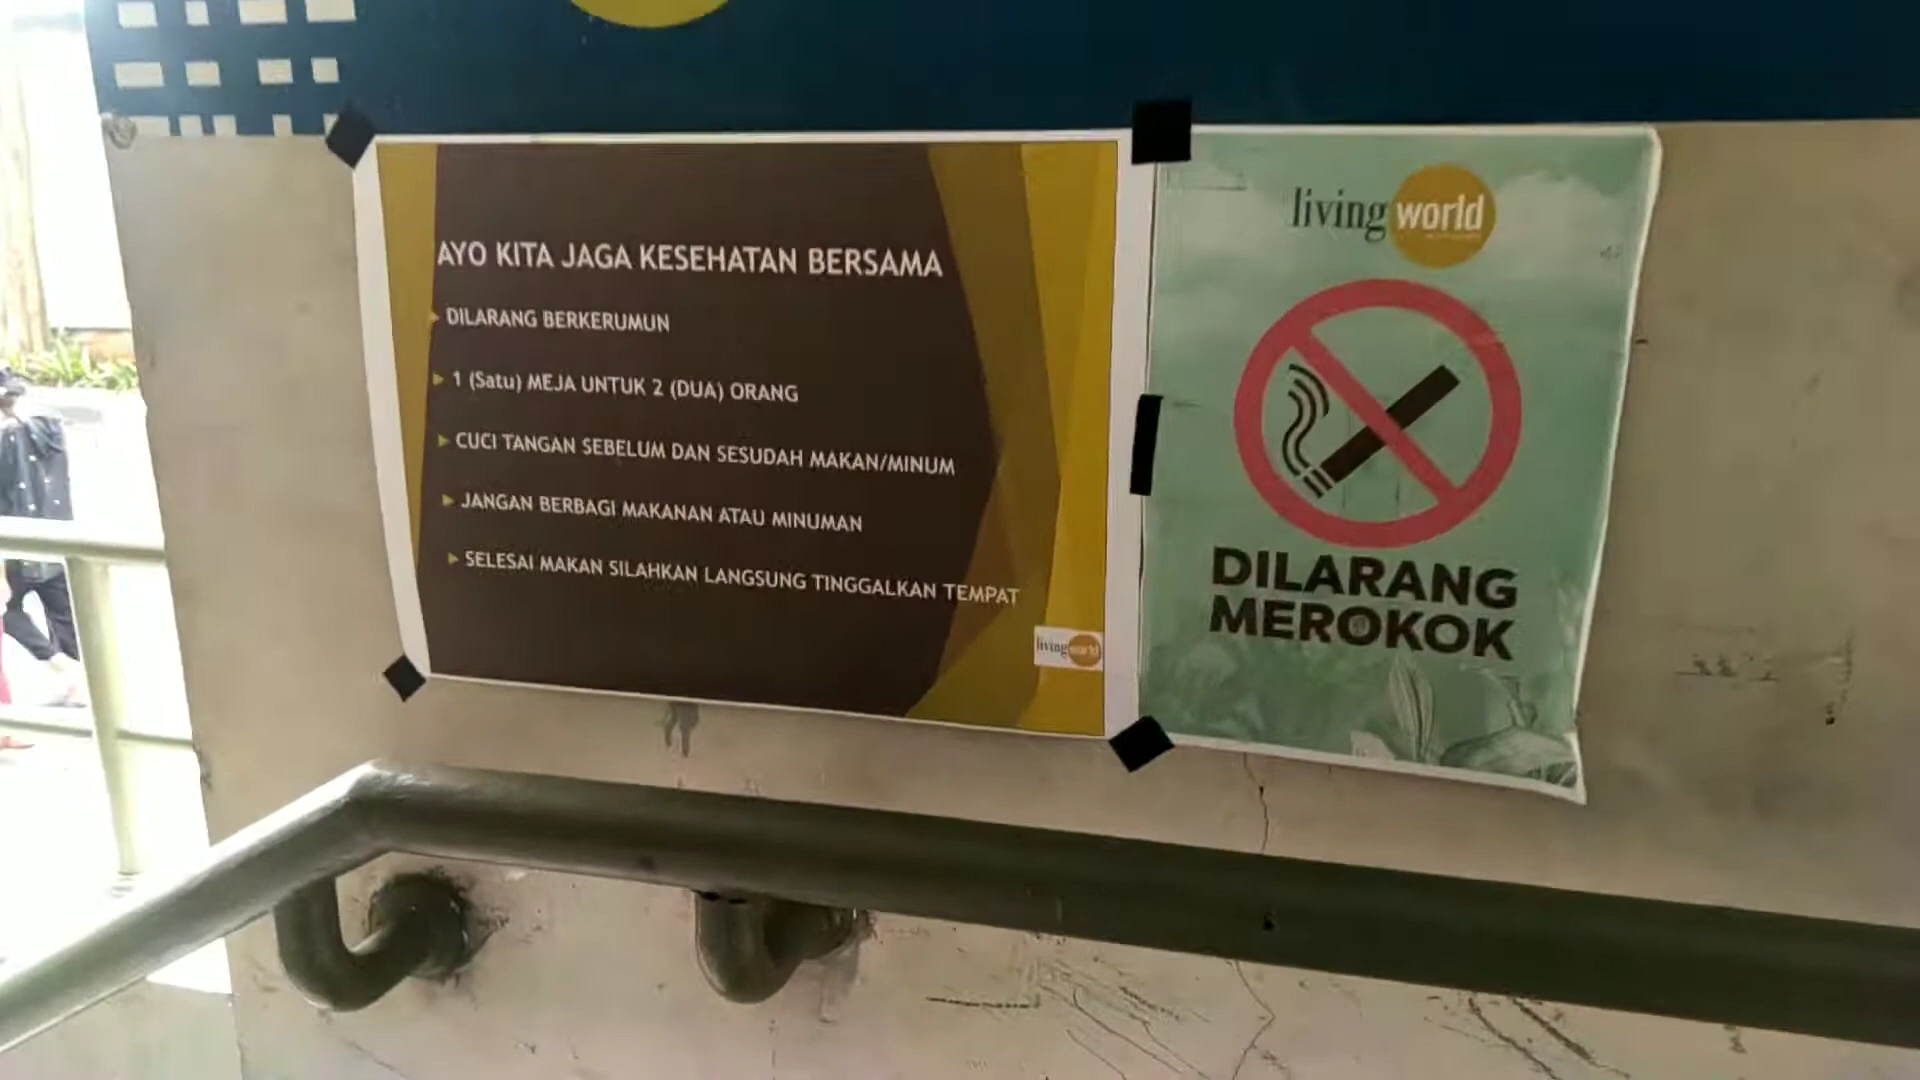 AYO KITA JAGA KESEHATAN BERSAMA
DILARANG BERKERUMUN
1 (Satu) MEJA UNTUK 2 (DUA) ORANG
CUCI TANGAN SEBELUM DAN SESUDAH MAKAN/MINUM
JANGAN BERBAGI MAKANAN ATAU MINUMAN
SELESAI MAKAN SILAHKAN LANGSUNG TINGGALKAN TEMPAT
living world
living world
DILARANG
MEROKOK